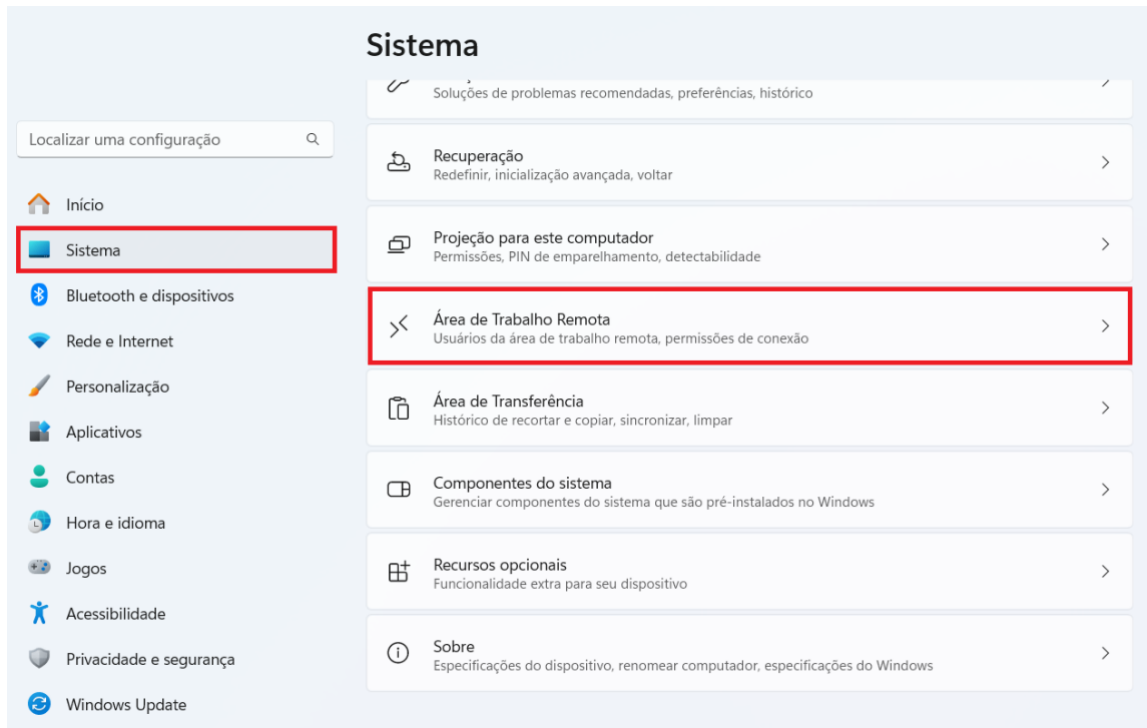 Sistema
Localizar uma configuração
Início
Sistema
Bluetooth e dispositivos
Rede e Internet
Personalização
Aplicativos
Contas
Hora e idioma
Jogos
Acessibilidade
Privacidade e segurança
Windows Update
Soluções de problemas recomendadas, preferências, histórico
Recuperação
Redefinir, inicialização avançada, voltar
Projeção para este computador
Permissões, PIN de emparelhamento, detectabilidade
Área de Trabalho Remota
Usuários da área de trabalho remota, permissões de conexão
Área de Transferência
Histórico de recortar e copiar, sincronizar, limpar
Componentes do sistema
Gerenciar componentes do sistema que são pré-instalados no Windows
Recursos opcionais
Funcionalidade extra para seu dispositivo
Sobre
Especificações do dispositivo, renomear computador, especificações do Windows